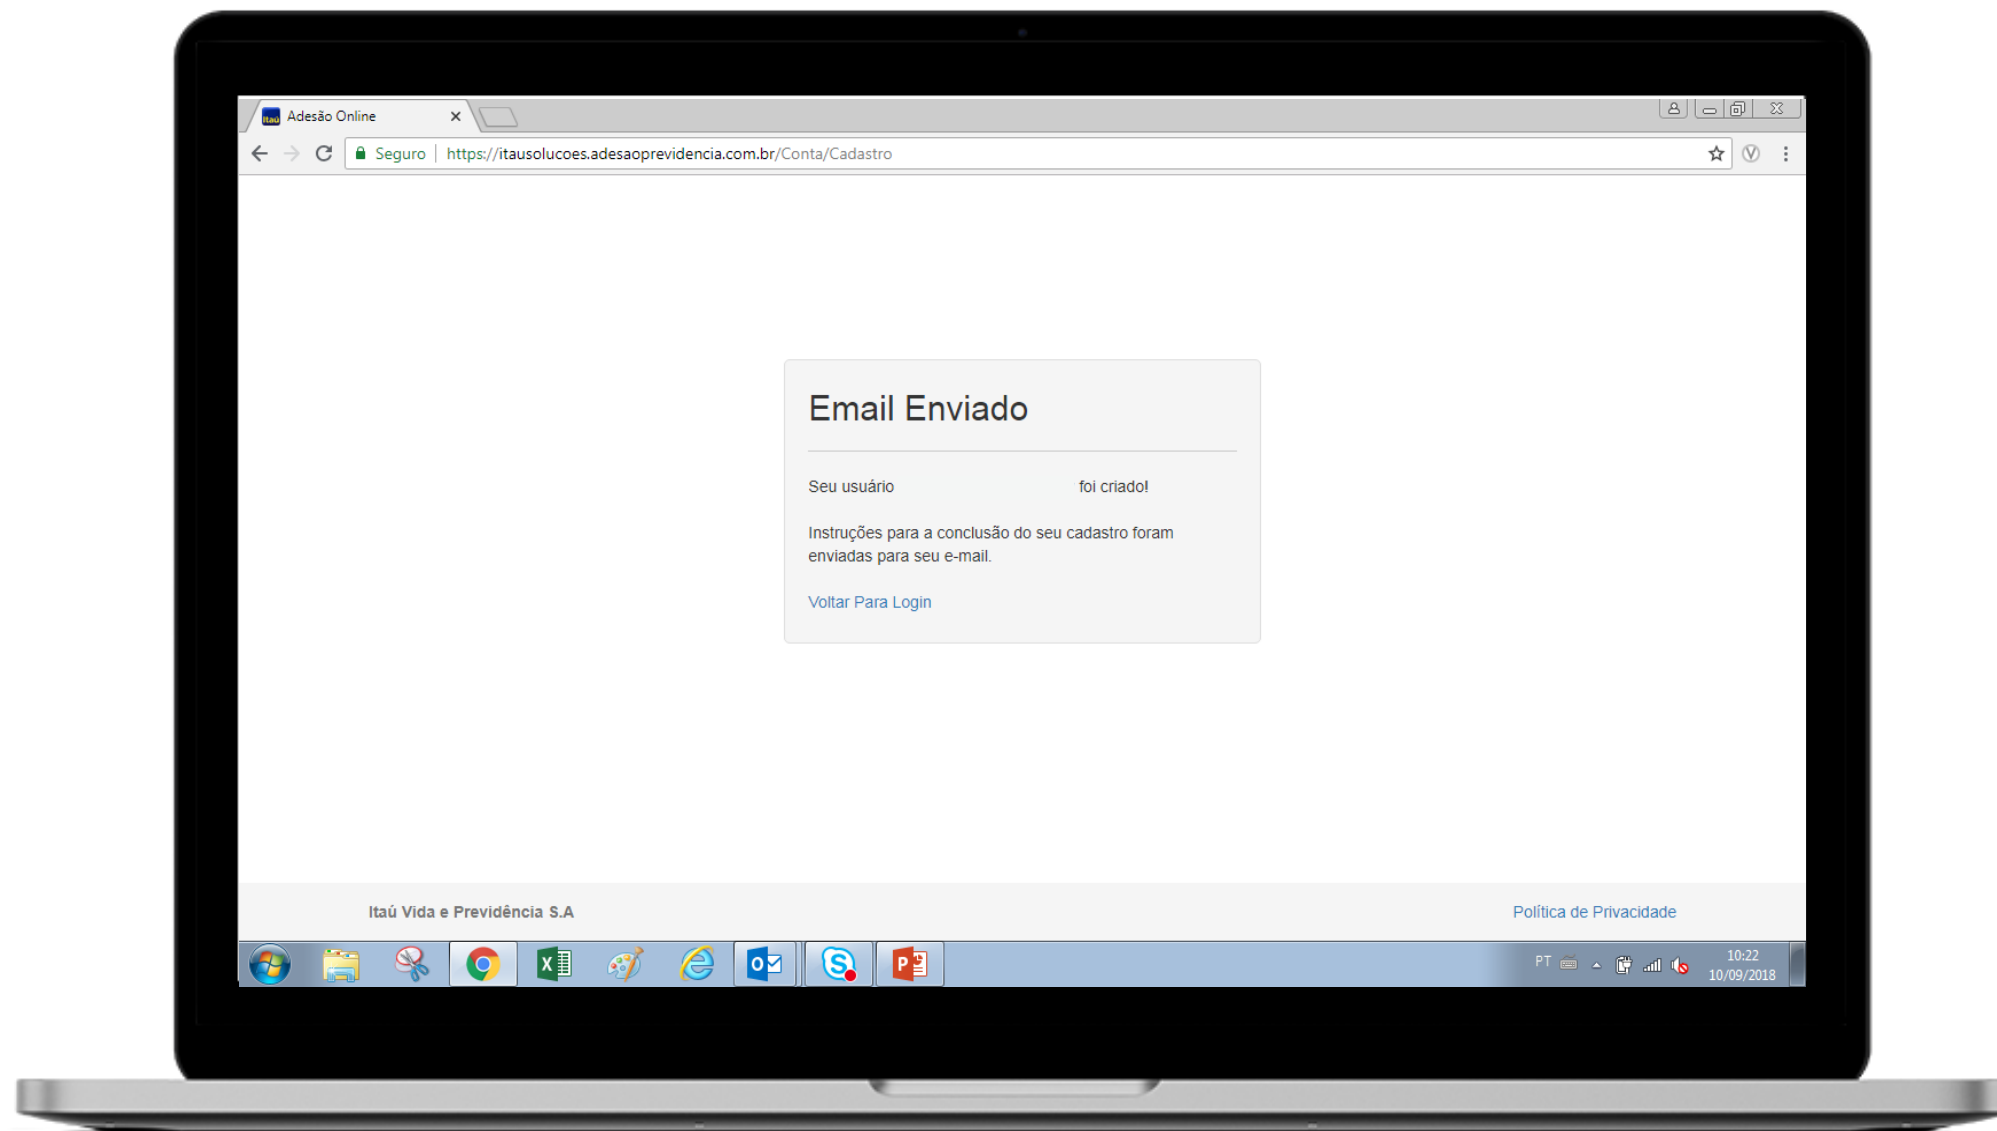 Itaú Adesão Online
Seguro https://itausolucoes.adesaoprevidencia.com.br/Conta/Cadastro
Email Enviado
Seu usuário foi criado!
Instruções para a conclusão do seu cadastro foram
enviadas para seu e-mail.
Voltar Para Login
Itaú Vida e Previdência S.A
Política de Privacidade
PT
10:22
10/09/2018